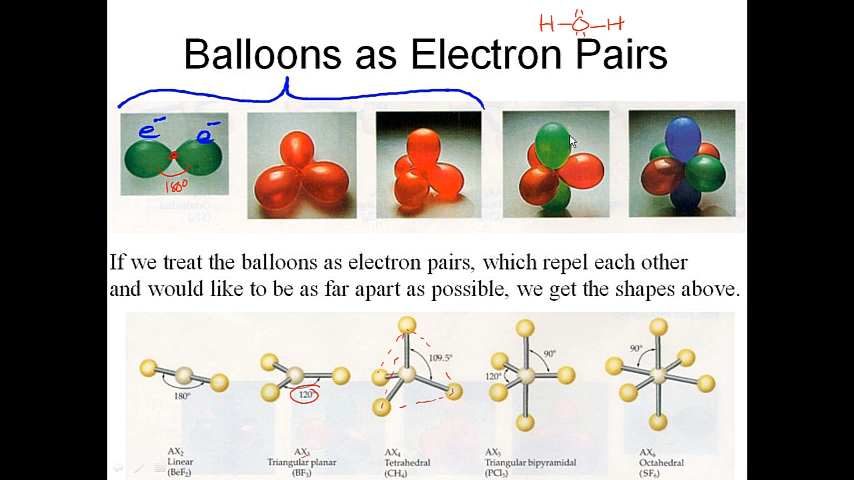 H-Ö-H
Balloons as Electron Pairs
e⁻ e⁻
180°
If we treat the balloons as electron pairs, which repel each other
and would like to be as far apart as possible, we get the shapes above.
180°
120°
109.5°
90°
120°
90°
AX₂
Linear
(BeF₂)
AX₃
Triangular planar
(BF₃)
AX₄
Tetrahedral
(CH₄)
AX₅
Triangular bipyramidal
(PCl₅)
AX₆
Octahedral
(SF₆)